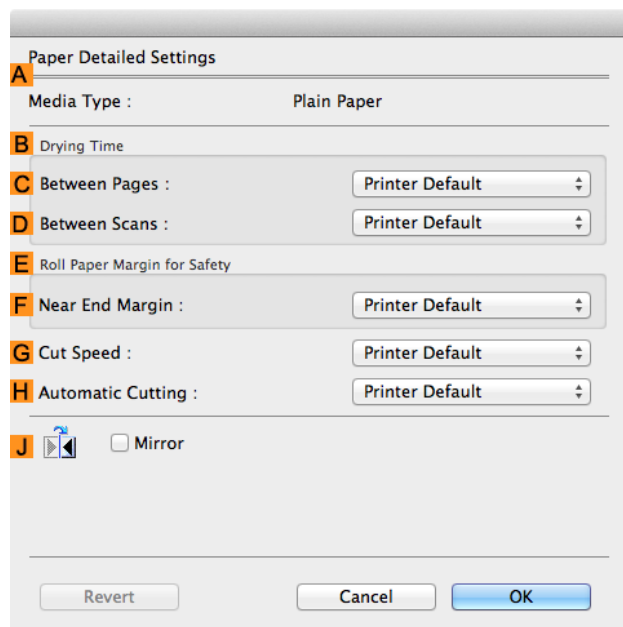 Paper Detailed Settings
A
Media Type : Plain Paper
B Drying Time
C Between Pages : Printer Default
D Between Scans : Printer Default
E Roll Paper Margin for Safety
F Near End Margin : Printer Default
G Cut Speed : Printer Default
H Automatic Cutting : Printer Default
J Mirror
Revert Cancel OK